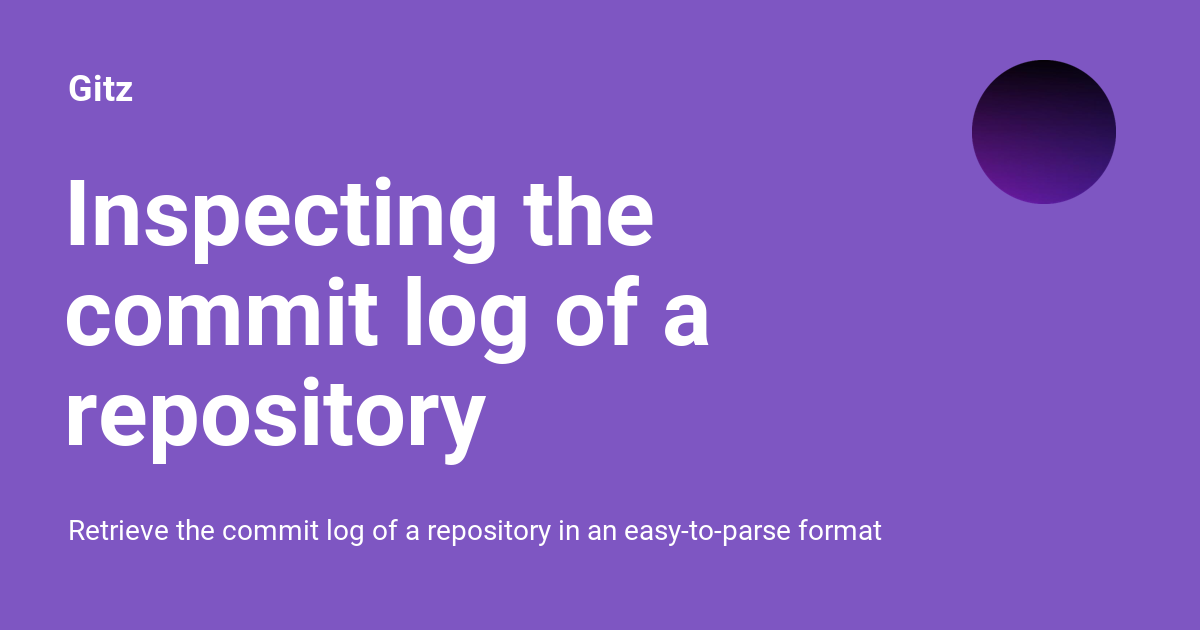 Gitz
Inspecting the
commit log of a
repository
Retrieve the commit log of a repository in an easy-to-parse format